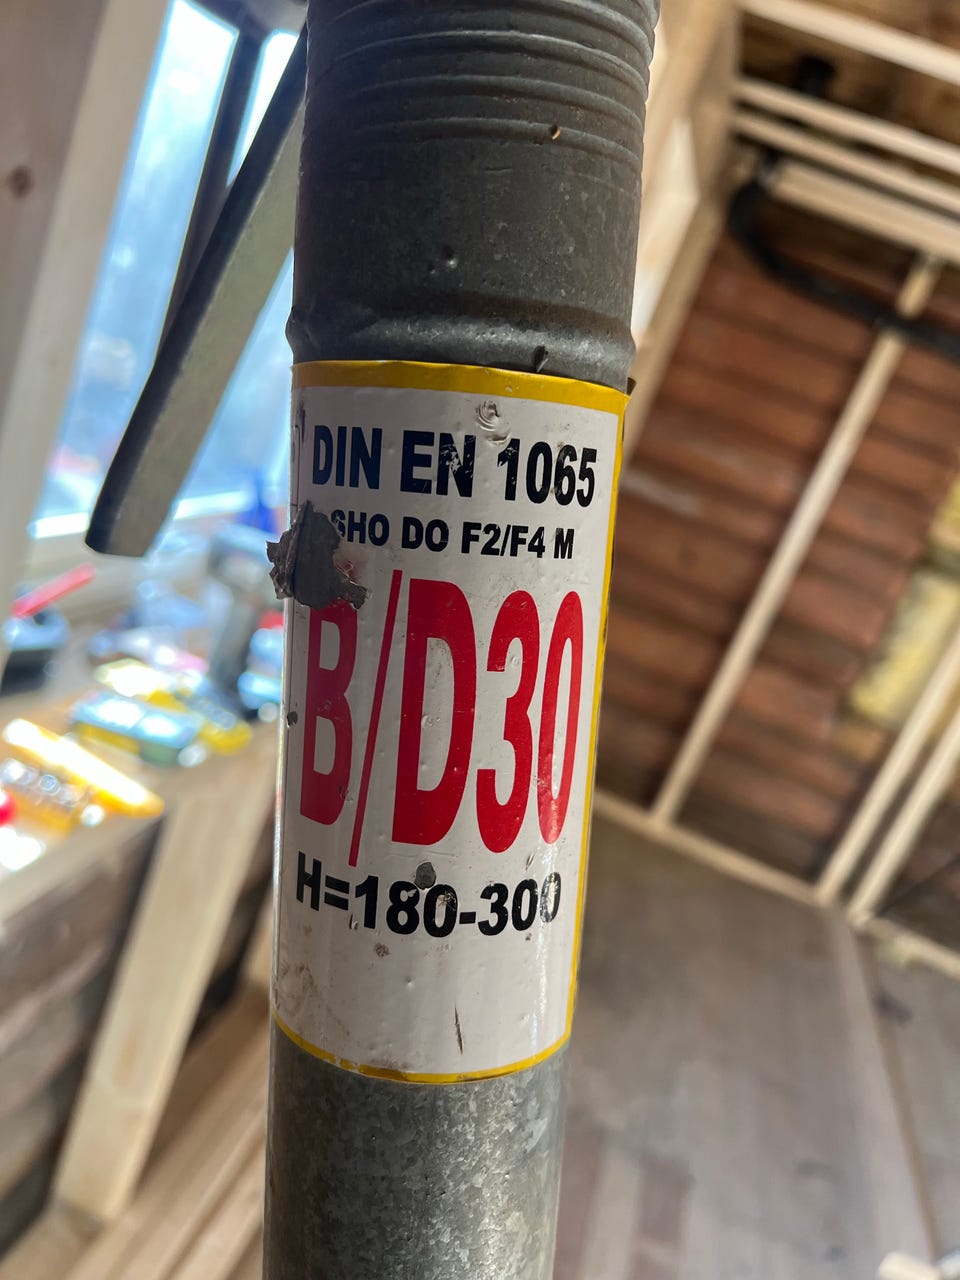 DIN EN 1065
DO F2/F4 M
B/D30
H=180-300